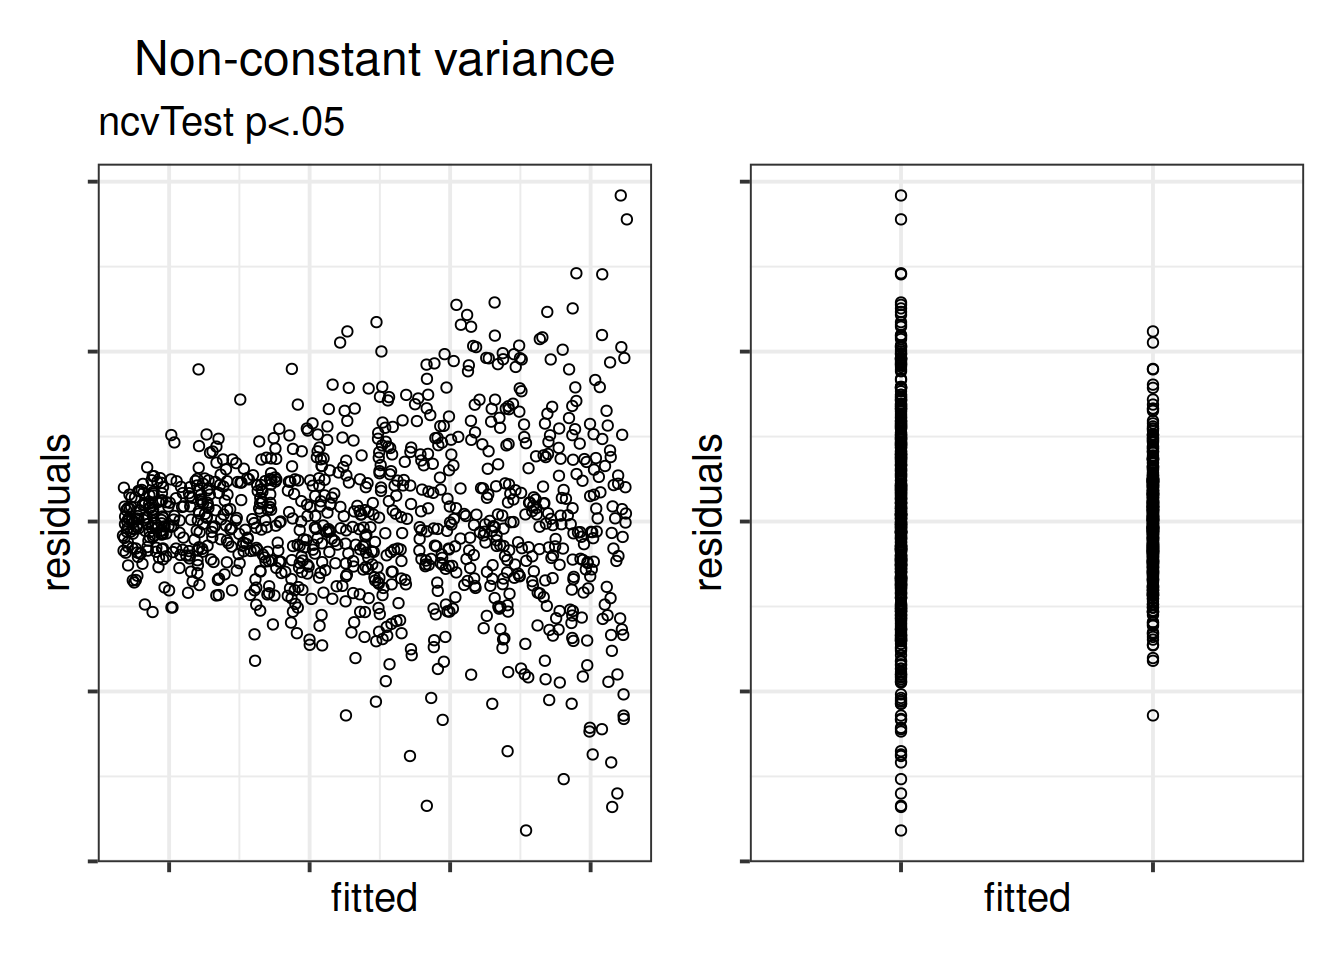 Non-constant variance
ncvTest p<.05
residuals
fitted
residuals
fitted